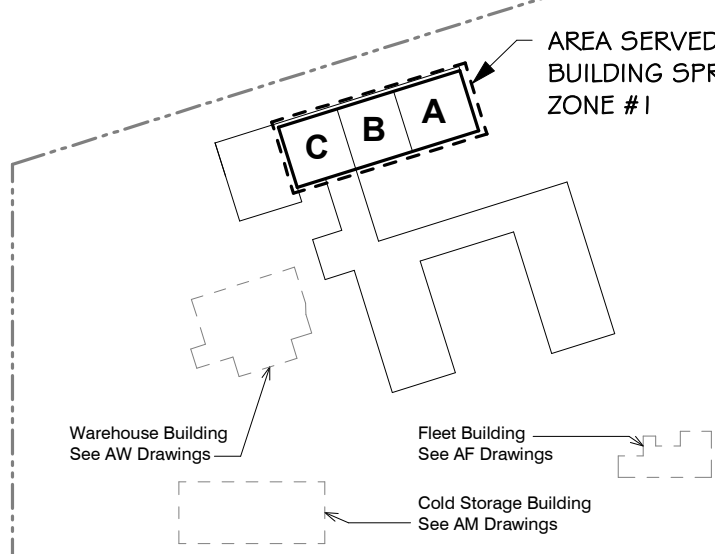 AREA SERVED
BUILDING
ZONE #1
A
B
C
Warehouse Building
See AW Drawings
Fleet Building
See AF Drawings
Cold Storage Building
See AM Drawings